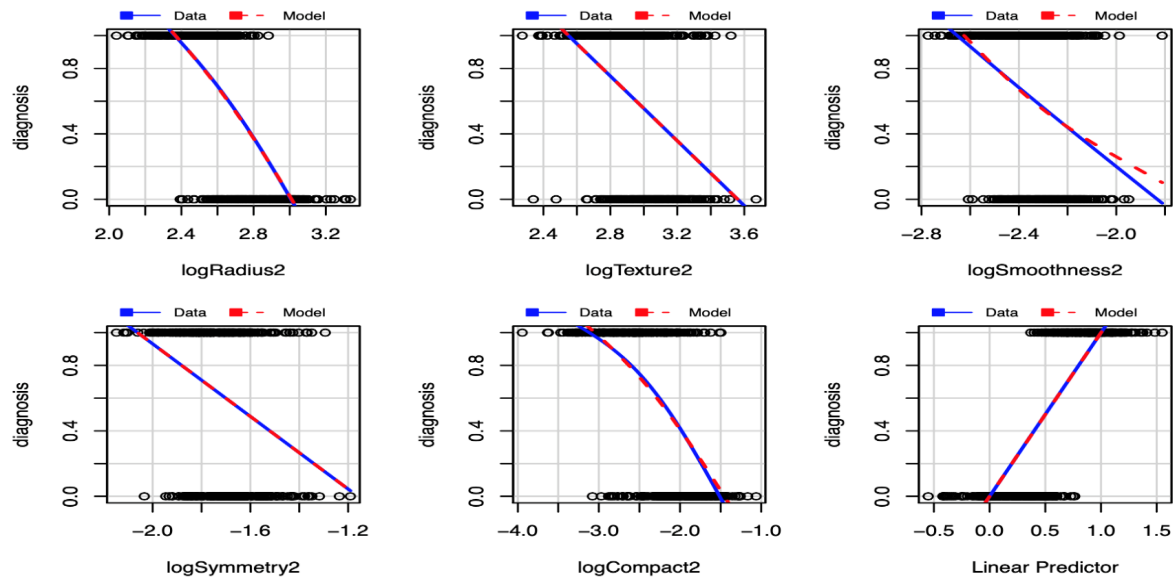 Data Model
diagnosis
0.0 0.4 0.8
2.0 2.4 2.8 3.2
logRadius2
Data Model
diagnosis
0.0 0.4 0.8
2.4 2.8 3.2 3.6
logTexture2
Data Model
diagnosis
0.0 0.4 0.8
−2.8 −2.4 −2.0
logSmoothness2
Data Model
diagnosis
0.0 0.4 0.8
−2.0 −1.8 −1.6 −1.4 −1.2
logSymmetry2
Data Model
diagnosis
0.0 0.4 0.8
−4.0 −3.0 −2.0 −1.0
logCompact2
Data Model
diagnosis
0.0 0.4 0.8
−0.5 0.0 0.5 1.0 1.5
Linear Predictor